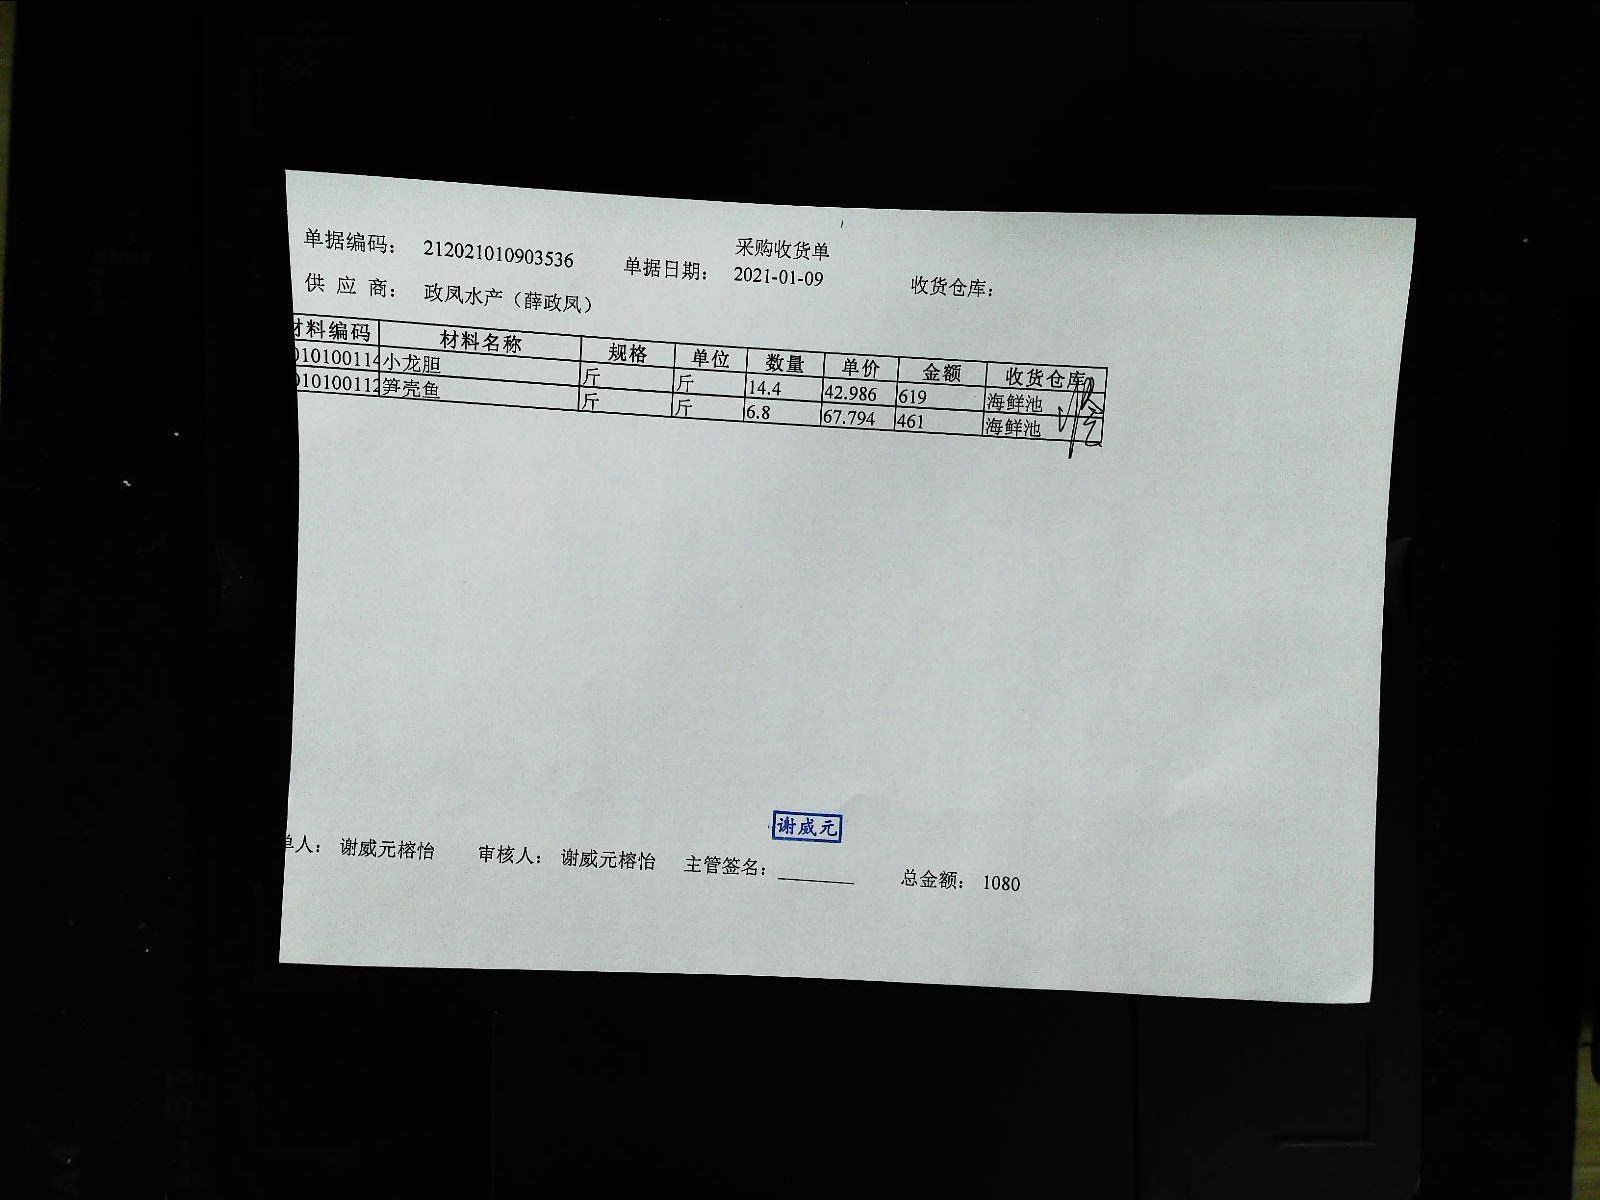 采购收货单
单据编码： 212021010903536 单据日期： 2021-01-09 收货仓库：
供 应 商： 政凤水产（薛政凤）
材料编码 材料名称 规格 单位 数量 单价 金额 收货仓库
010100114 小龙胆 斤 斤 14.4 42.986 619 海鲜池
010100112 笋壳鱼 斤 斤 6.8 67.794 461 海鲜池
谢威元
单人： 谢威元榕怡 审核人： 谢威元榕怡 主管签名： 总金额： 1080